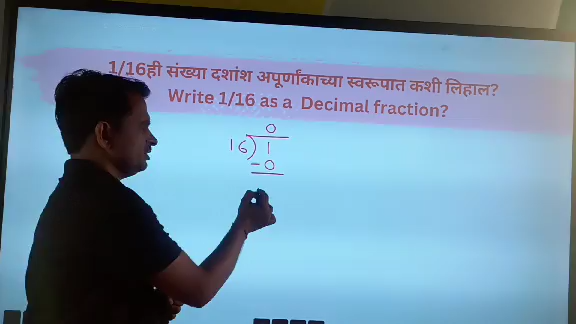 1/16ही संख्या दशांश अपूर्णांकाच्या स्वरूपात कशी लिहाल?
Write 1/16 as a Decimal fraction?
0
16) 1
-0